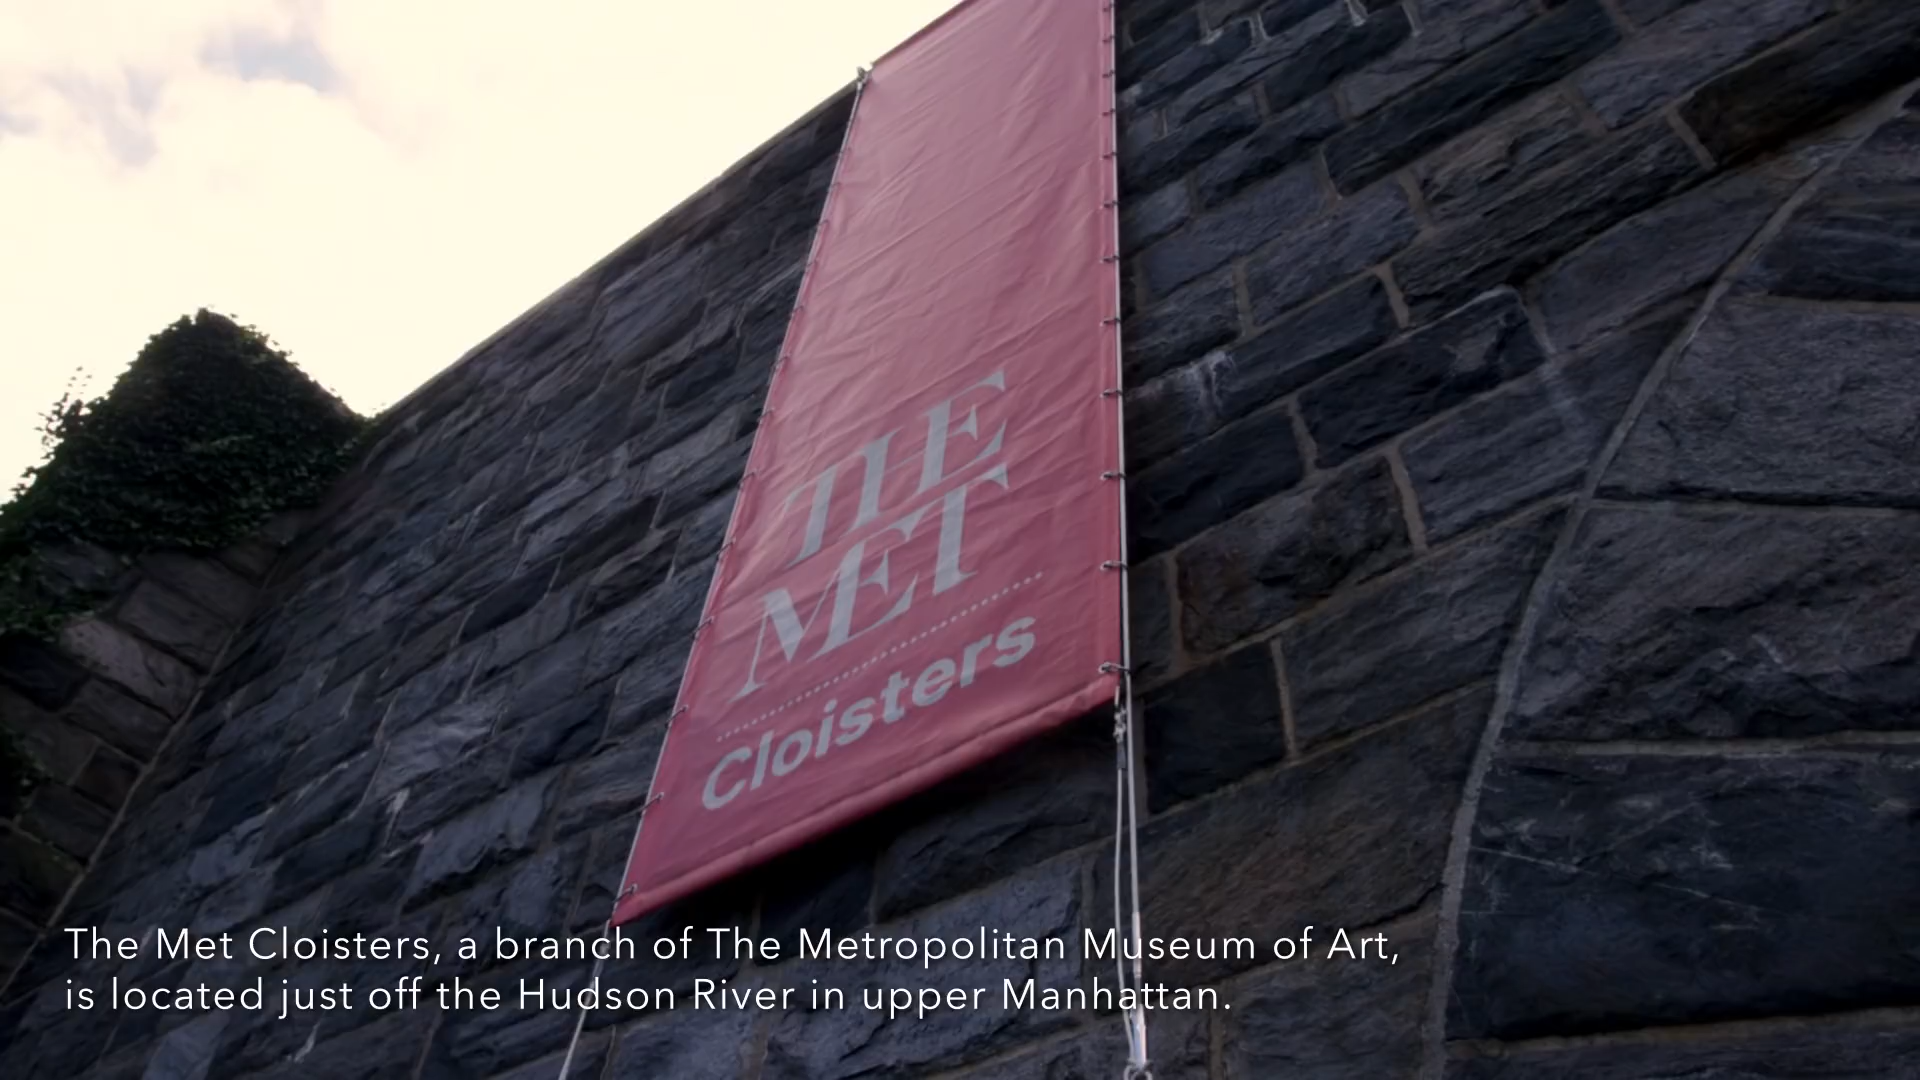 THE
MET
Cloisters
The Met Cloisters, a branch of The Metropolitan Museum of Art,
is located just off the Hudson River in upper Manhattan.